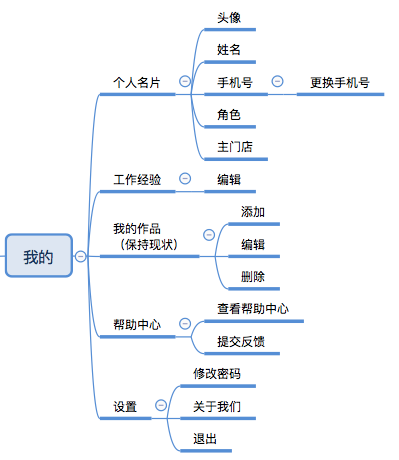 我的
个人名片
头像
姓名
手机号
更换手机号
角色
主门店
工作经验
编辑
我的作品
（保持现状）
添加
编辑
删除
帮助中心
查看帮助中心
提交反馈
设置
修改密码
关于我们
退出